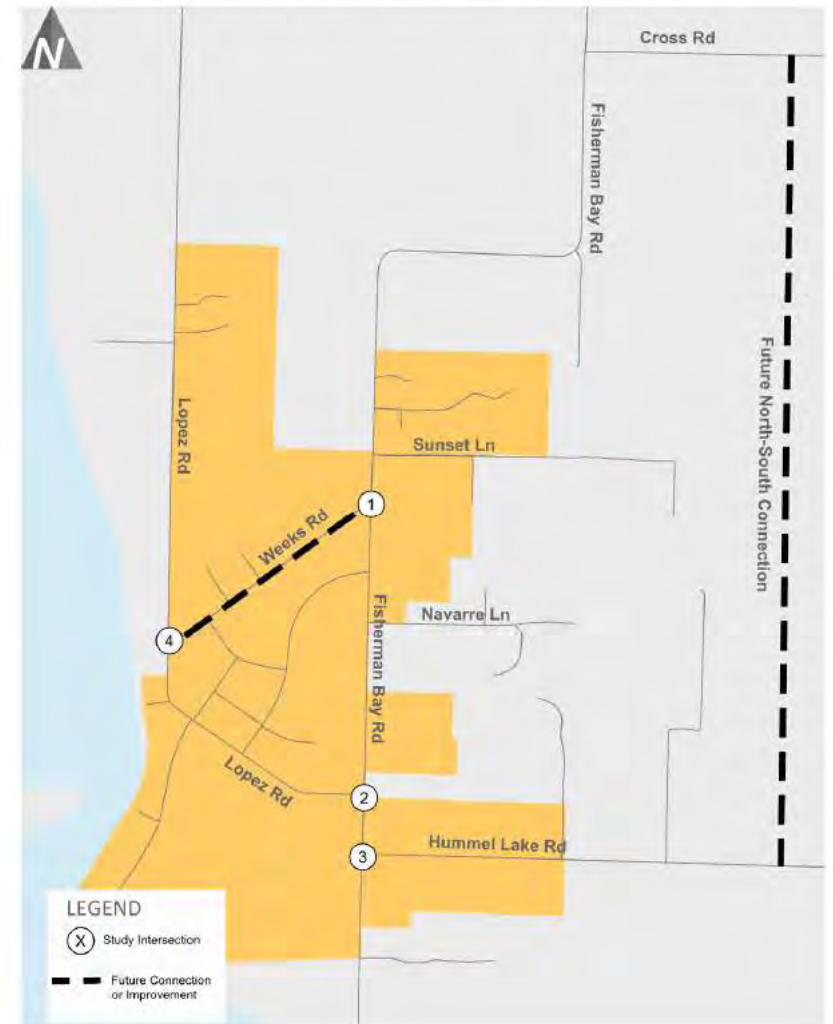 N
Cross Rd
Fisherman Bay Rd
Future North-South Connection
Lopez Rd
Sunset Ln
1
Weeks Rd
4
Navarre Ln
Fisherman Bay Rd
Lopez Rd
2
Hummel Lake Rd
3
LEGEND
X Study Intersection
Future Connection
or Improvement